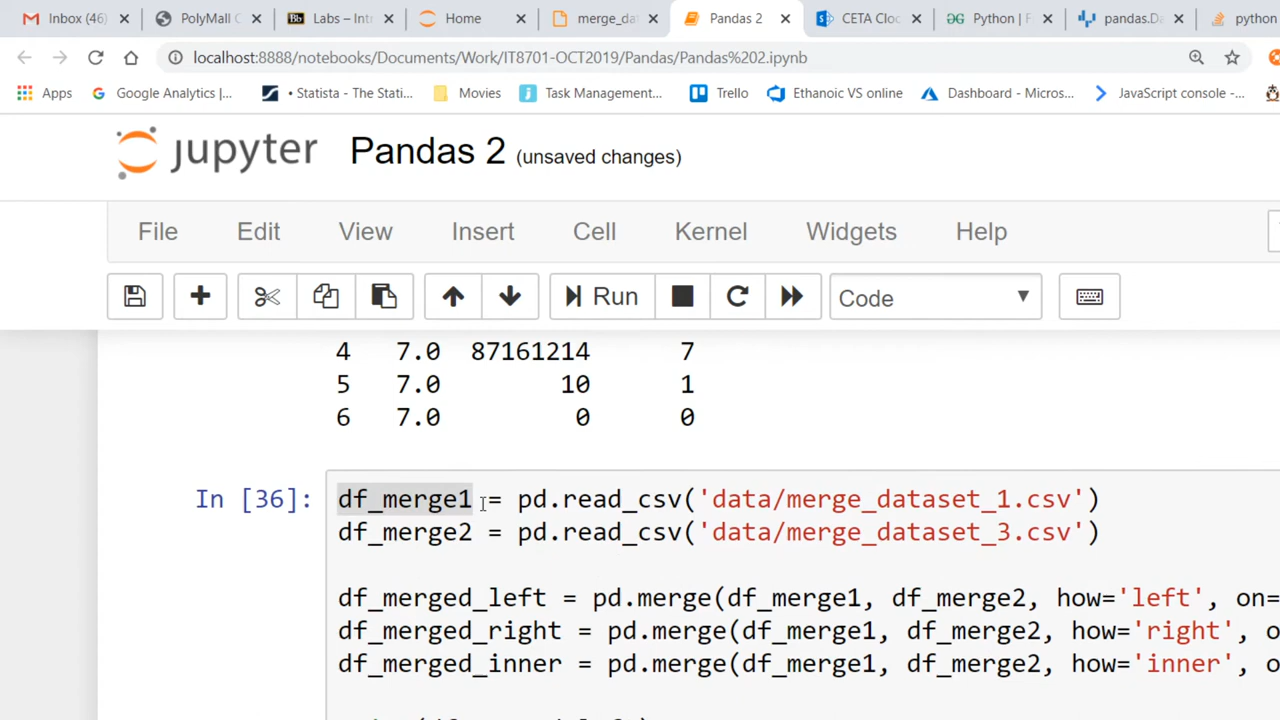 Inbox (46) PolyMall C Labs – Intr Home merge_da Pandas 2 CETA Cloc Python | F pandas.Da python
localhost:8888/notebooks/Documents/Work/IT8701-OCT2019/Pandas/Pandas%202.ipynb
Apps Google Analytics |... • Statista - The Stati... Movies Task Management... Trello Ethanoic VS online Dashboard - Micros... JavaScript console -...
jupyter Pandas 2 (unsaved changes)
File Edit View Insert Cell Kernel Widgets Help
Run Code
4 7.0 87161214 7
5 7.0 10 1
6 7.0 0 0
In [36]: df_merge1 = pd.read_csv('data/merge_dataset_1.csv')
df_merge2 = pd.read_csv('data/merge_dataset_3.csv')
df_merged_left = pd.merge(df_merge1, df_merge2, how='left', on=
df_merged_right = pd.merge(df_merge1, df_merge2, how='right', o
df_merged_inner = pd.merge(df_merge1, df_merge2, how='inner', o